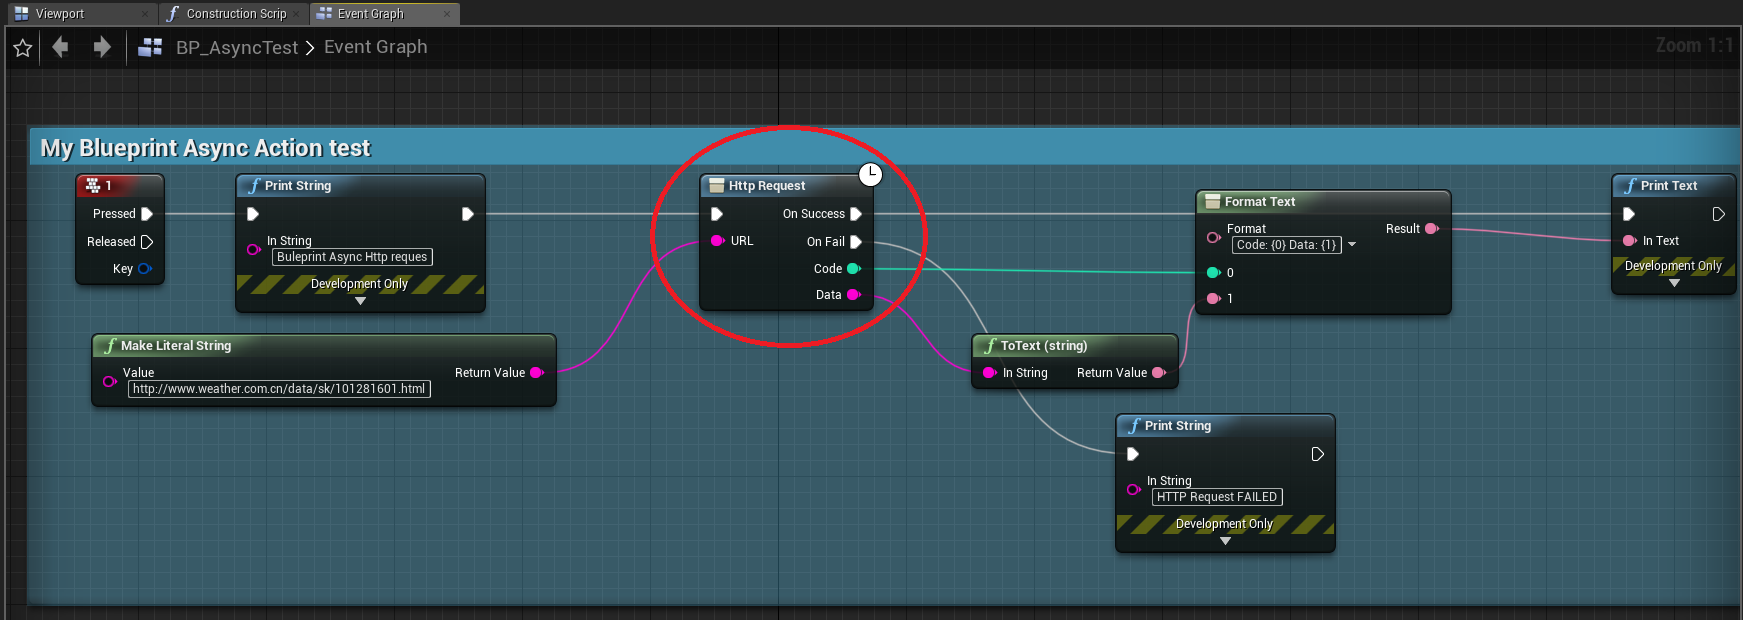 Viewport
Construction Scrip
Event Graph
BP_AsyncTest > Event Graph
Zoom 1:1
My Blueprint Async Action test
1
Pressed
Released
Key
Print String
In String
Buleprint Async Http reques
Development Only
Make Literal String
Value
http://www.weather.com.cn/data/sk/101281601.html
Return Value
Http Request
On Success
URL
On Fail
Code
Data
ToText (string)
In String
Return Value
Format Text
Format
Code: {0} Data: {1}
Result
0
1
Print String
In String
HTTP Request FAILED
Development Only
Print Text
In Text
Development Only